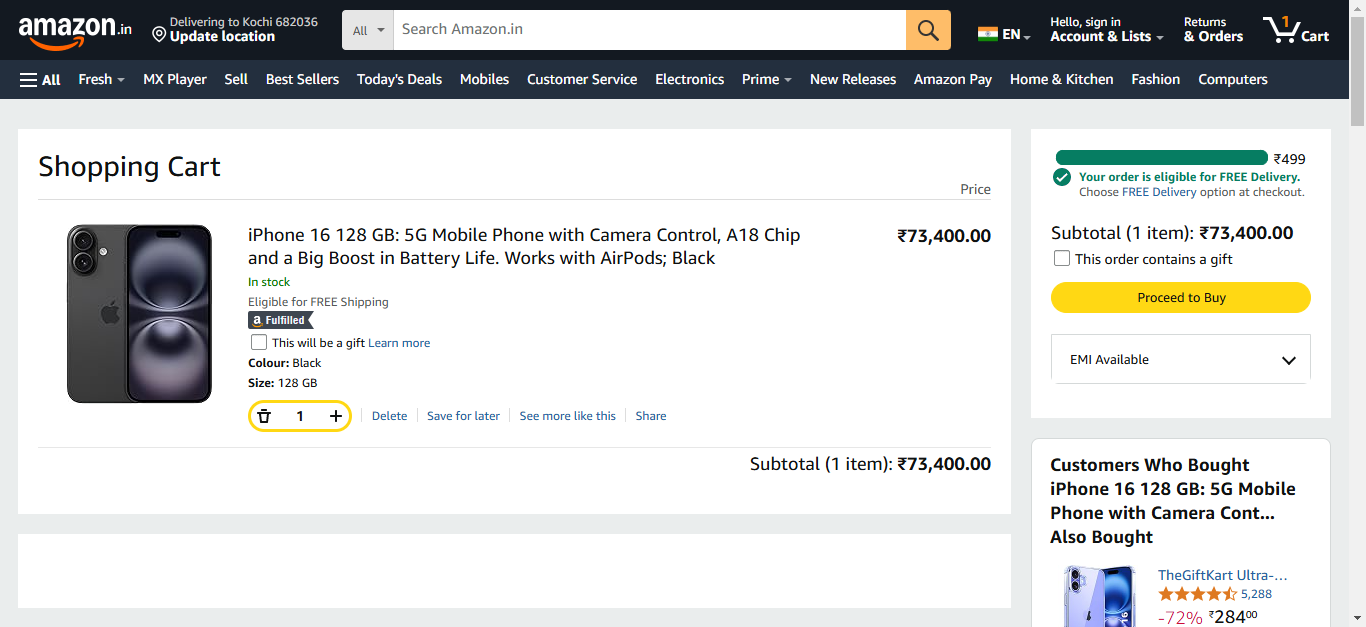 amazon.in
Delivering to Kochi 682036
Update location
All
Search Amazon.in
EN
Hello, sign in
Account & Lists
Returns
& Orders
1
Cart
All
Fresh
MX Player
Sell
Best Sellers
Today's Deals
Mobiles
Customer Service
Electronics
Prime
New Releases
Amazon Pay
Home & Kitchen
Fashion
Computers
Shopping Cart
Price
iPhone 16 128 GB: 5G Mobile Phone with Camera Control, A18 Chip
and a Big Boost in Battery Life. Works with AirPods; Black
₹73,400.00
In stock
Eligible for FREE Shipping
a Fulfilled
This will be a gift Learn more
Colour: Black
Size: 128 GB
1
Delete
Save for later
See more like this
Share
Subtotal (1 item): ₹73,400.00
₹499
Your order is eligible for FREE Delivery.
Choose FREE Delivery option at checkout.
Subtotal (1 item): ₹73,400.00
This order contains a gift
Proceed to Buy
EMI Available
Customers Who Bought
iPhone 16 128 GB: 5G Mobile
Phone with Camera Cont...
Also Bought
TheGiftKart Ultra-...
5,288
-72% ₹28400